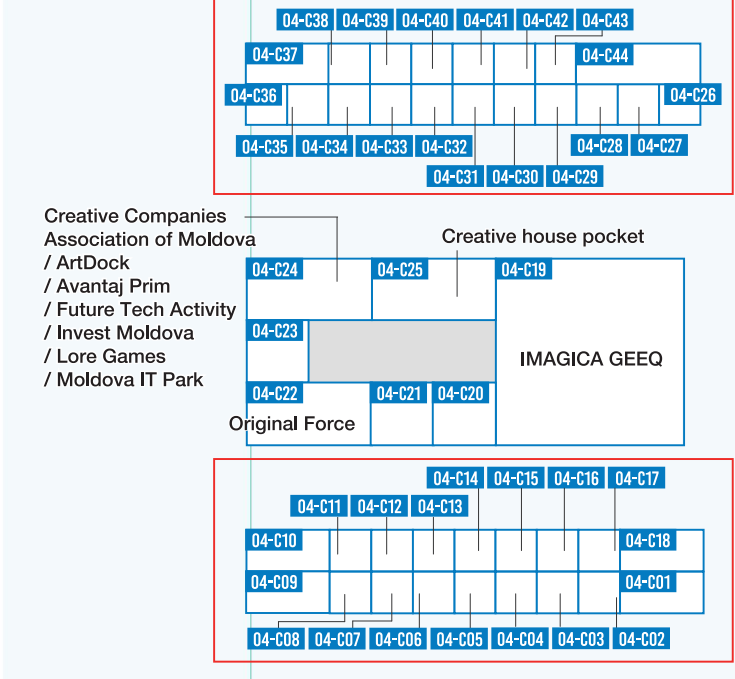 04-C38 04-C39 04-C40 04-C41 04-C42 04-C43
04-C37 04-C44
04-C36 04-C26
04-C35 04-C34 04-C33 04-C32 04-C28 04-C27
04-C31 04-C30 04-C29
Creative Companies
Association of Moldova
/ ArtDock
/ Avantaj Prim
/ Future Tech Activity
/ Invest Moldova
/ Lore Games
/ Moldova IT Park
Creative house pocket
04-C24 04-C25 04-C19
04-C23
IMAGICA GEEQ
04-C22 04-C21 04-C20
Original Force
04-C14 04-C15 04-C16 04-C17
04-C11 04-C12 04-C13
04-C10 04-C18
04-C09 04-C01
04-C08 04-C07 04-C06 04-C05 04-C04 04-C03 04-C02